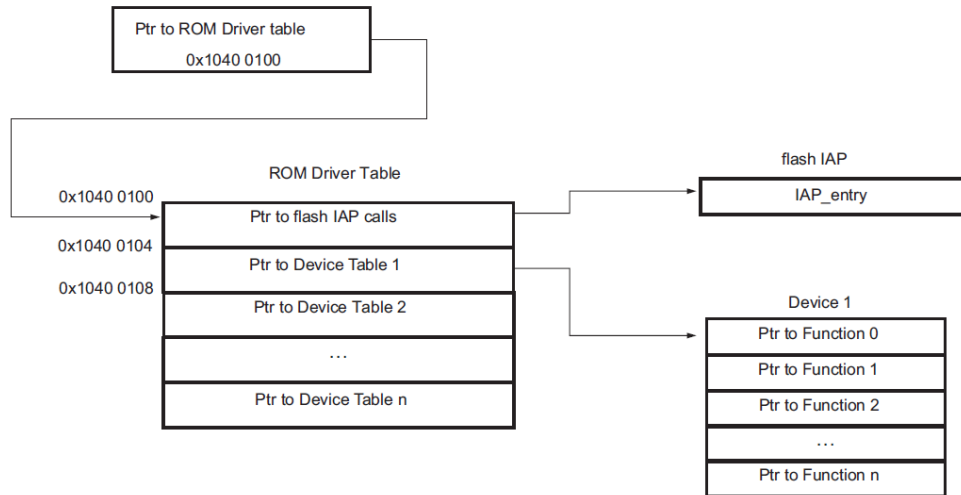 Ptr to ROM Driver table
0x1040 0100
ROM Driver Table
0x1040 0100
Ptr to flash IAP calls
0x1040 0104
Ptr to Device Table 1
0x1040 0108
Ptr to Device Table 2
...
Ptr to Device Table n
flash IAP
IAP_entry
Device 1
Ptr to Function 0
Ptr to Function 1
Ptr to Function 2
...
Ptr to Function n